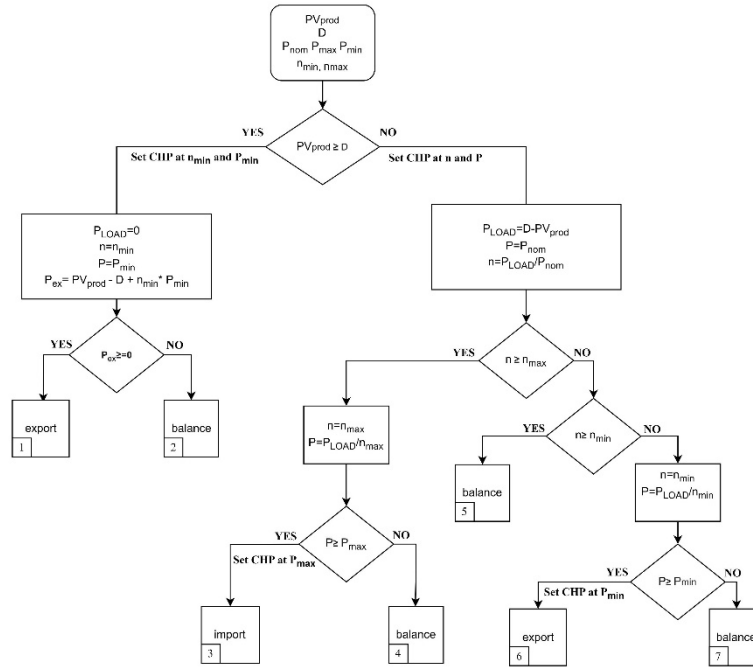 PVprod
D
Pnom Pmax Pmin
nmin, nmax
YES
NO
PVprod ≥ D
Set CHP at nmin and Pmin
Set CHP at n and P
PLOAD=0
n=nmin
P=Pmin
Pex= PVprod - D + nmin* Pmin
PLOAD=D-PVprod
P=Pnom
n=PLOAD/Pnom
YES
NO
Pex≥=0
YES
NO
n ≥ nmax
export
1
balance
2
n=nmax
P=PLOAD/nmax
YES
NO
n≥ nmin
balance
5
n=nmin
P=PLOAD/nmin
YES
NO
P≥ Pmax
Set CHP at Pmax
YES
NO
P≥ Pmin
Set CHP at Pmin
import
3
balance
4
export
6
balance
7